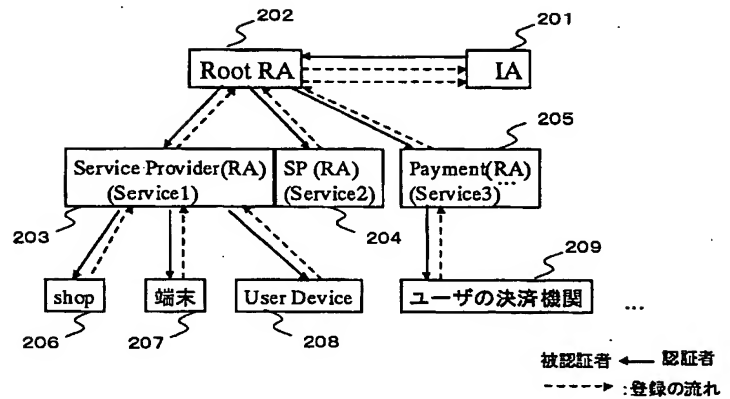 202
201
Root RA
IA
205
Service Provider(RA)
(Service1)
SP (RA)
(Service2)
Payment(RA)
(Service3) ...
203
204
209
shop
端末
User Device
ユーザの決済機関
...
206
207
208
被認証者 ← 認証者
:登録の流れ